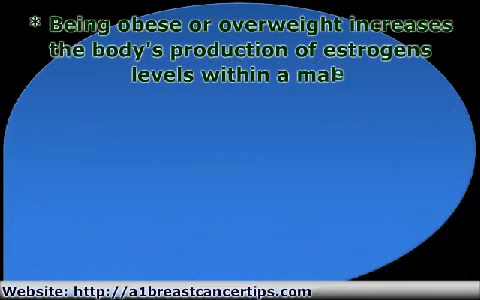 * Being obese or overweight increases
the body's production of estrogens
levels within a male
Website: http://a1breastcancertips.com